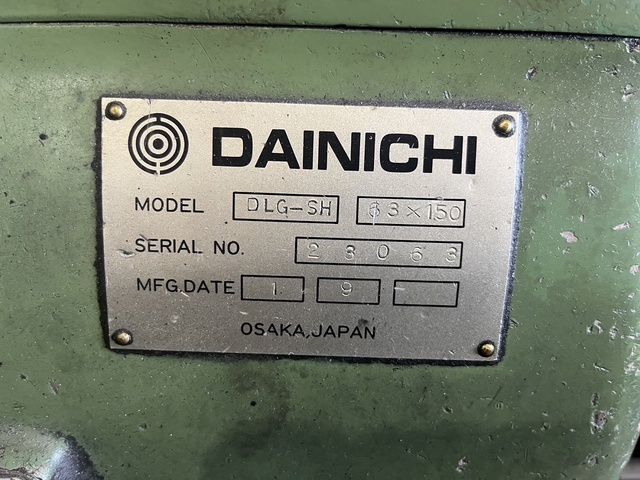 DAINICHI
MODEL DLG-SH 63×150
SERIAL NO. 23063
MFG.DATE 1 9
OSAKA,JAPAN